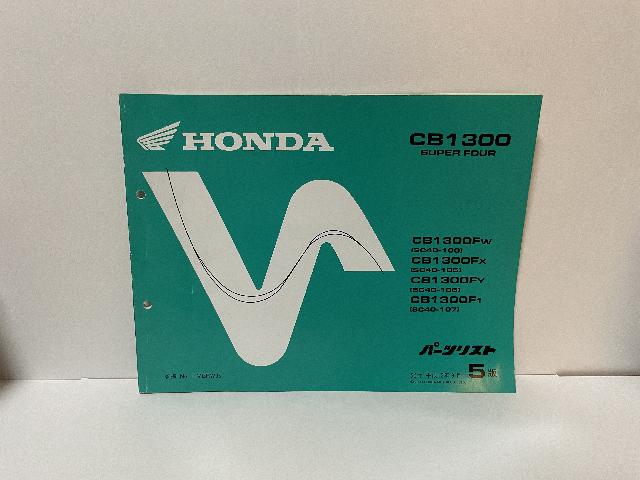 HONDA
CB1300
SUPER FOUR
CB1300Fw
(SC40-100)
CB1300Fx
(SC40-105)
CB1300FY
(SC40-106)
CB1300F1
(SC40-107)
パーツリスト
5版